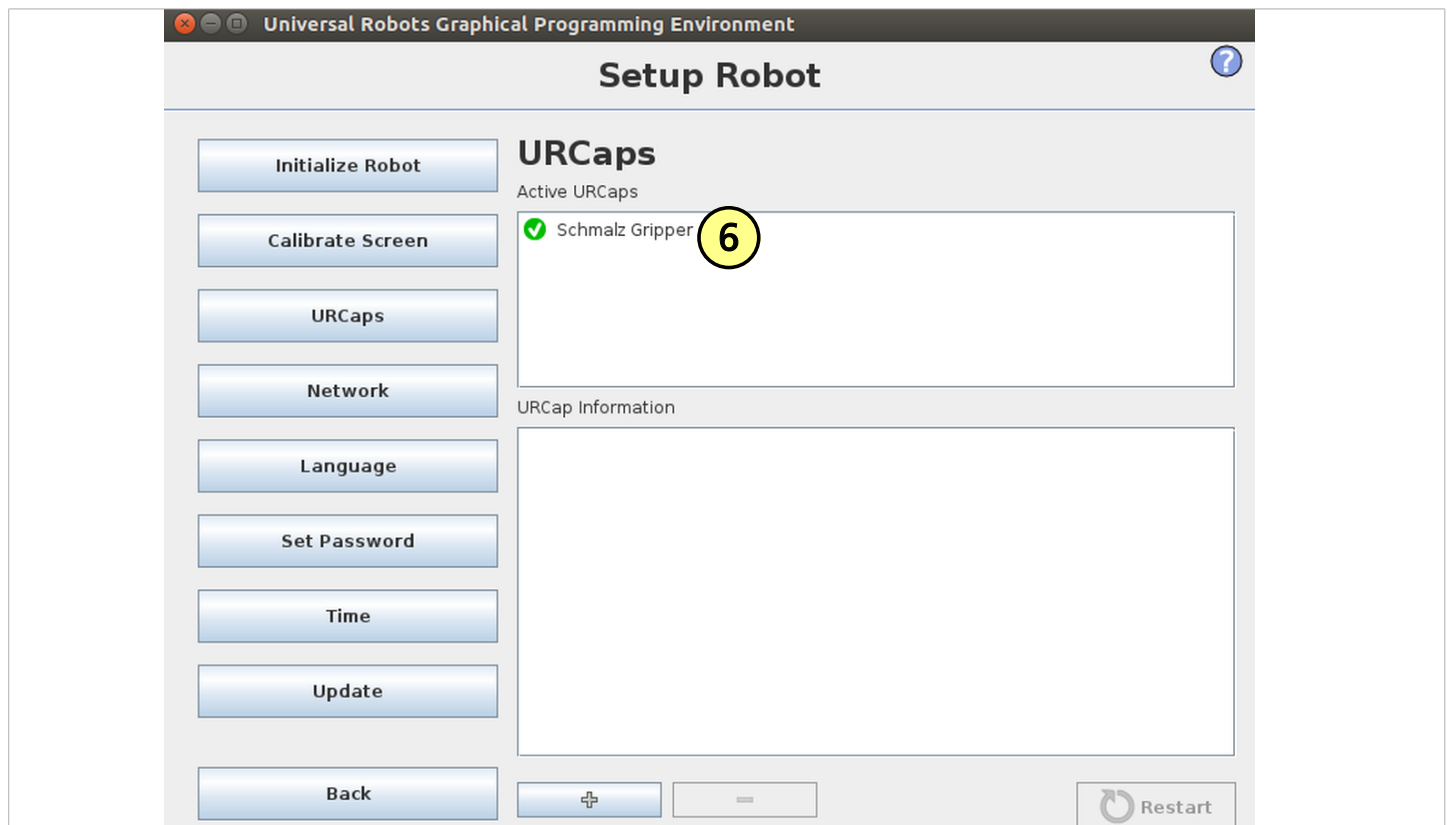 Universal Robots Graphical Programming Environment
Setup Robot
?
Initialize Robot
Calibrate Screen
URCaps
Network
Language
Set Password
Time
Update
Back
URCaps
Active URCaps
Schmalz Gripper
6
URCap Information
Restart